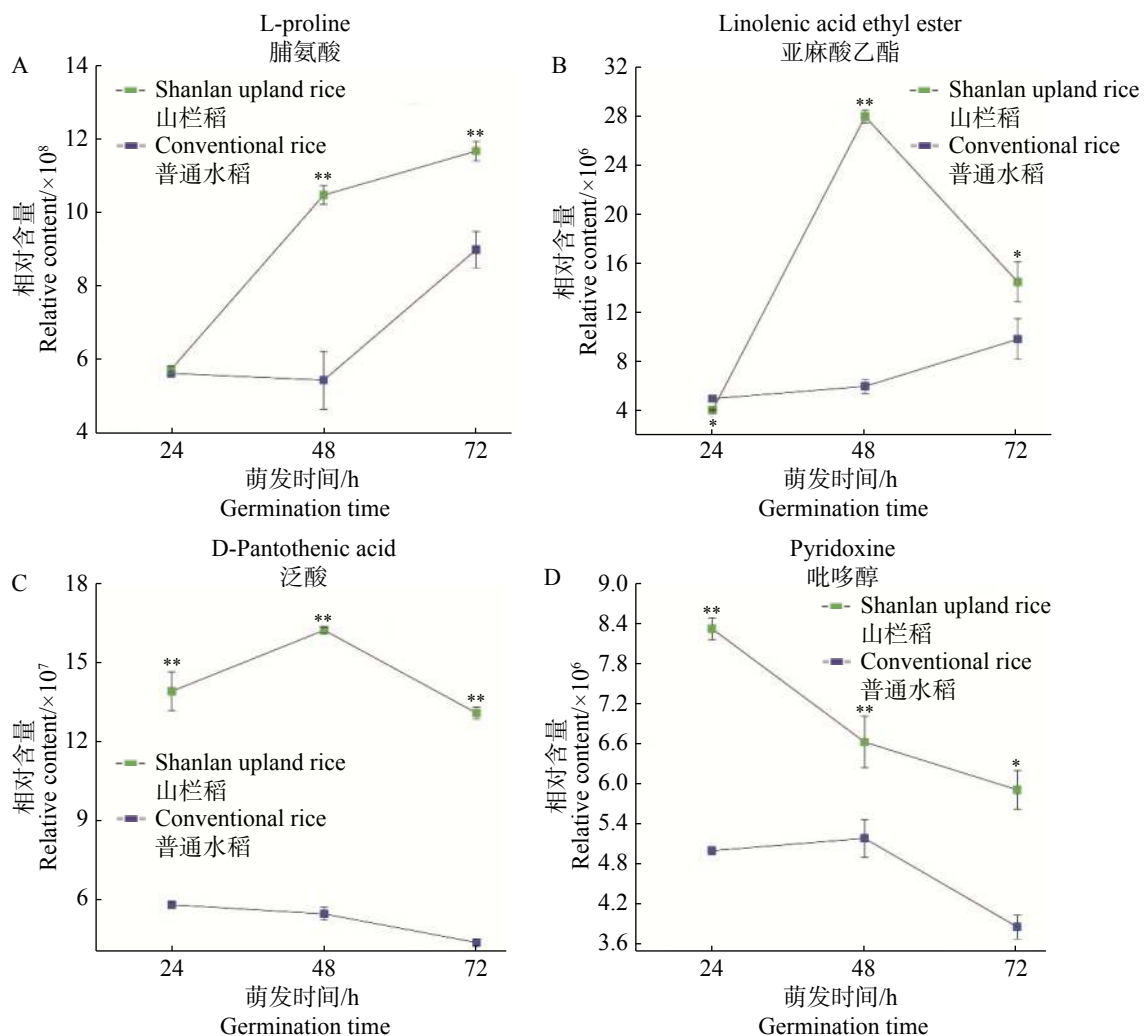 L-proline
脯氨酸
A
14
12
10
8
6
4
相对含量
Relative content/×10⁸
Shanlan upland rice
山栏稻
Conventional rice
普通水稻
**
**
24
48
72
萌发时间/h
Germination time
Linolenic acid ethyl ester
亚麻酸乙酯
B
32
28
24
20
16
12
8
4
相对含量
Relative content/×10⁶
Shanlan upland rice
山栏稻
Conventional rice
普通水稻
*
**
*
24
48
72
萌发时间/h
Germination time
D-Pantothenic acid
泛酸
C
18
15
12
9
6
相对含量
Relative content/×10⁷
**
**
**
Shanlan upland rice
山栏稻
Conventional rice
普通水稻
24
48
72
萌发时间/h
Germination time
Pyridoxine
吡哆醇
D
9.0
8.4
7.8
7.2
6.6
6.0
5.4
4.8
4.2
3.6
相对含量
Relative content/×10⁶
Shanlan upland rice
山栏稻
Conventional rice
普通水稻
**
**
*
24
48
72
萌发时间/h
Germination time